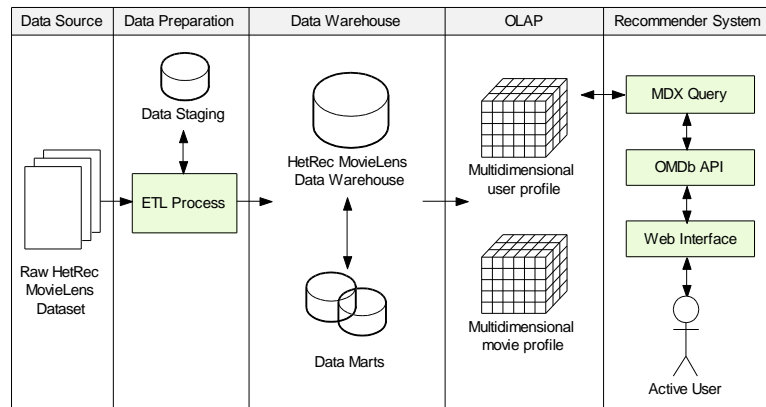 Data Source
Data Preparation
Data Warehouse
OLAP
Recommender System
Data Staging
ETL Process
Raw HetRec
MovieLens
Dataset
HetRec MovieLens
Data Warehouse
Data Marts
Multidimensional
user profile
Multidimensional
movie profile
MDX Query
OMDb API
Web Interface
Active User